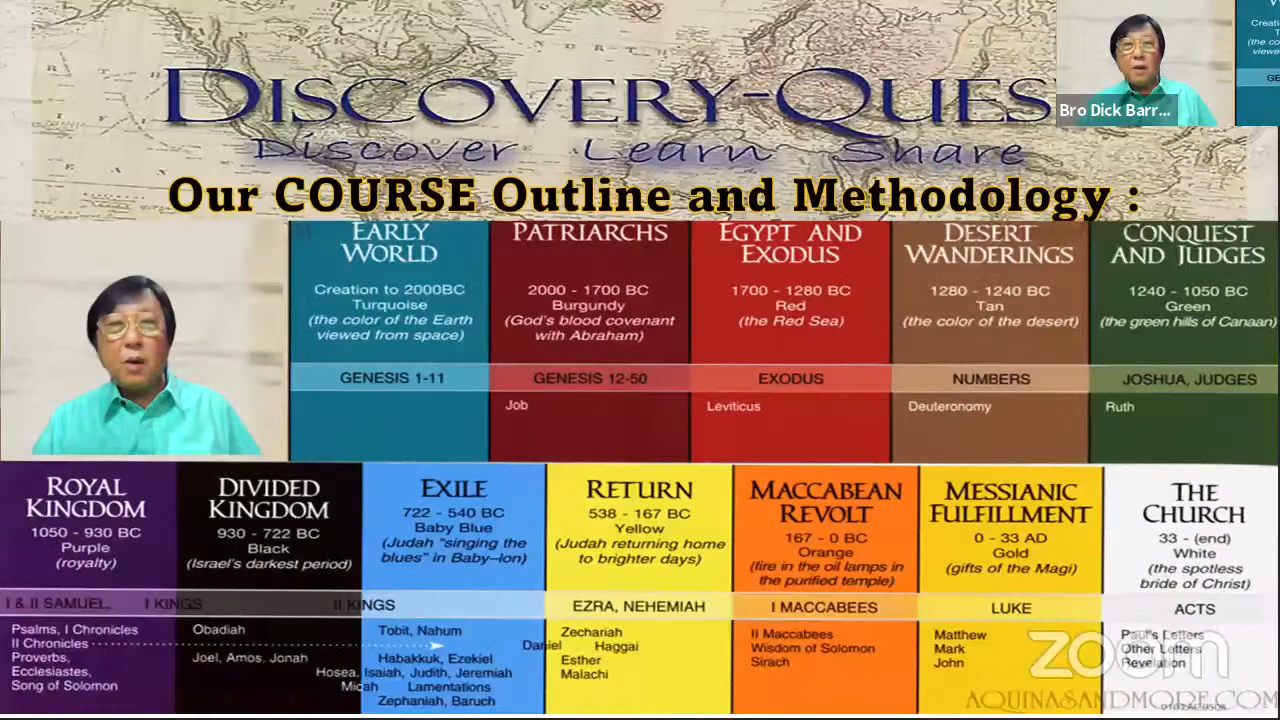 DISCOVERY-QUES
Discover Learn Share
Our COURSE Outline and Methodology :
Bro Dick Barr...
EARLY
WORLD
Creation to 2000BC
Turquoise
(the color of the Earth
viewed from space)
GENESIS 1-11
PATRIARCHS
2000 - 1700 BC
Burgundy
(God's blood covenant
with Abraham)
GENESIS 12-50
Job
EGYPT AND
EXODUS
1700 - 1280 BC
Red
(the Red Sea)
EXODUS
Leviticus
DESERT
WANDERINGS
1280 - 1240 BC
Tan
(the color of the desert)
NUMBERS
Deuteronomy
CONQUEST
AND JUDGES
1240 - 1050 BC
Green
(the green hills of Canaan)
JOSHUA, JUDGES
Ruth
ROYAL
KINGDOM
1050 - 930 BC
Purple
(royalty)
I & II SAMUEL, I KINGS
Psalms, I Chronicles
II Chronicles
Proverbs,
Ecclesiastes,
Song of Solomon
DIVIDED
KINGDOM
930 - 722 BC
Black
(Israel's darkest period)
II KINGS
Obadiah
Joel, Amos, Jonah
EXILE
722 - 540 BC
Baby Blue
(Judah "singing the
blues" in Baby-lon)
Tobit, Nahum
Daniel
Habakkuk, Ezekiel
Hosea, Isaiah, Judith, Jeremiah
Micah Lamentations
Zephaniah, Baruch
RETURN
538 - 167 BC
Yellow
(Judah returning home
to brighter days)
EZRA, NEHEMIAH
Zechariah
Haggai
Esther
Malachi
MACCABEAN
REVOLT
167 - 0 BC
Orange
(fire in the oil lamps in
the purified temple)
I MACCABEES
II Maccabees
Wisdom of Solomon
Sirach
MESSIANIC
FULFILLMENT
0 - 33 AD
Gold
(gifts of the Magi)
LUKE
Matthew
Mark
John
THE
CHURCH
33 - (end)
White
(the spotless
bride of Christ)
ACTS
Paul's Letters
Other Letters
Revelation
zoom
AQUINASANDMORE.COM